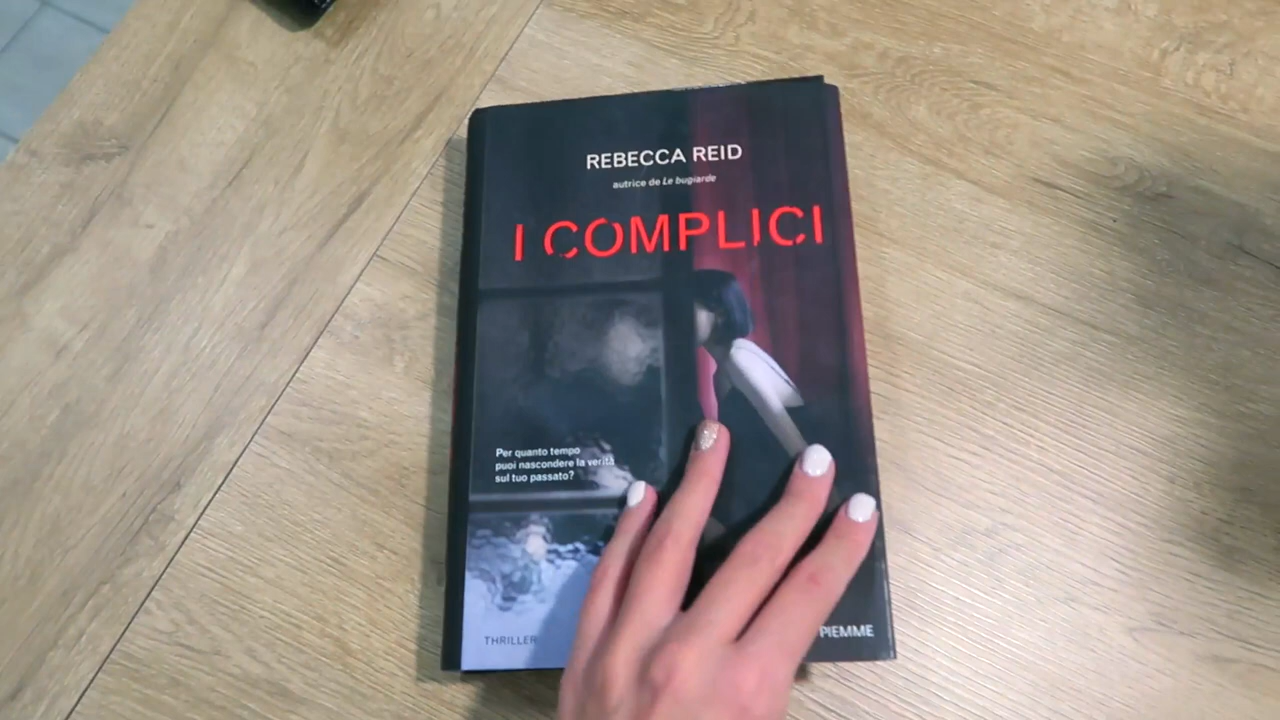 REBECCA REID
autrice de Le bugiarde
I COMPLICI
Per quanto tempo
puoi nascondere la verità
sul tuo passato?
THRILLER
PIEMME